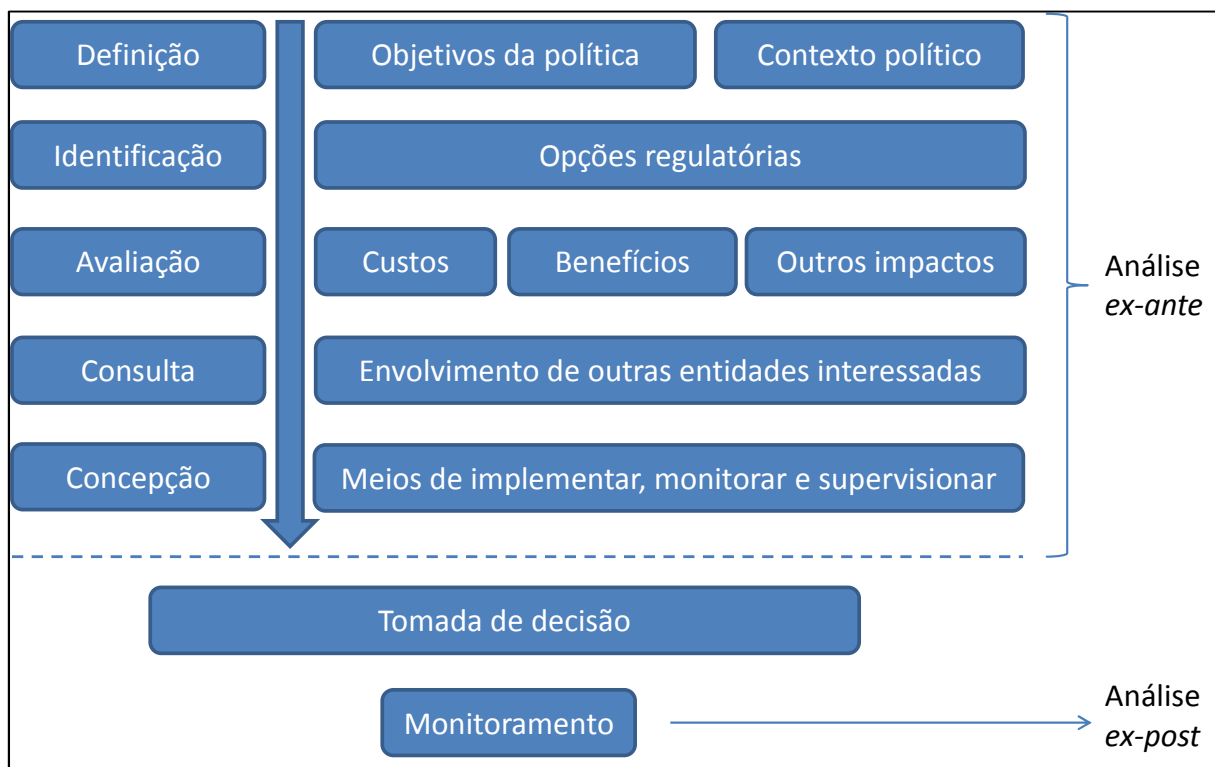 Definição
Objetivos da política
Contexto político
Identificação
Opções regulatórias
Avaliação
Custos
Benefícios
Outros impactos
Análise
ex-ante
Consulta
Envolvimento de outras entidades interessadas
Concepção
Meios de implementar, monitorar e supervisionar
Tomada de decisão
Monitoramento
Análise
ex-post